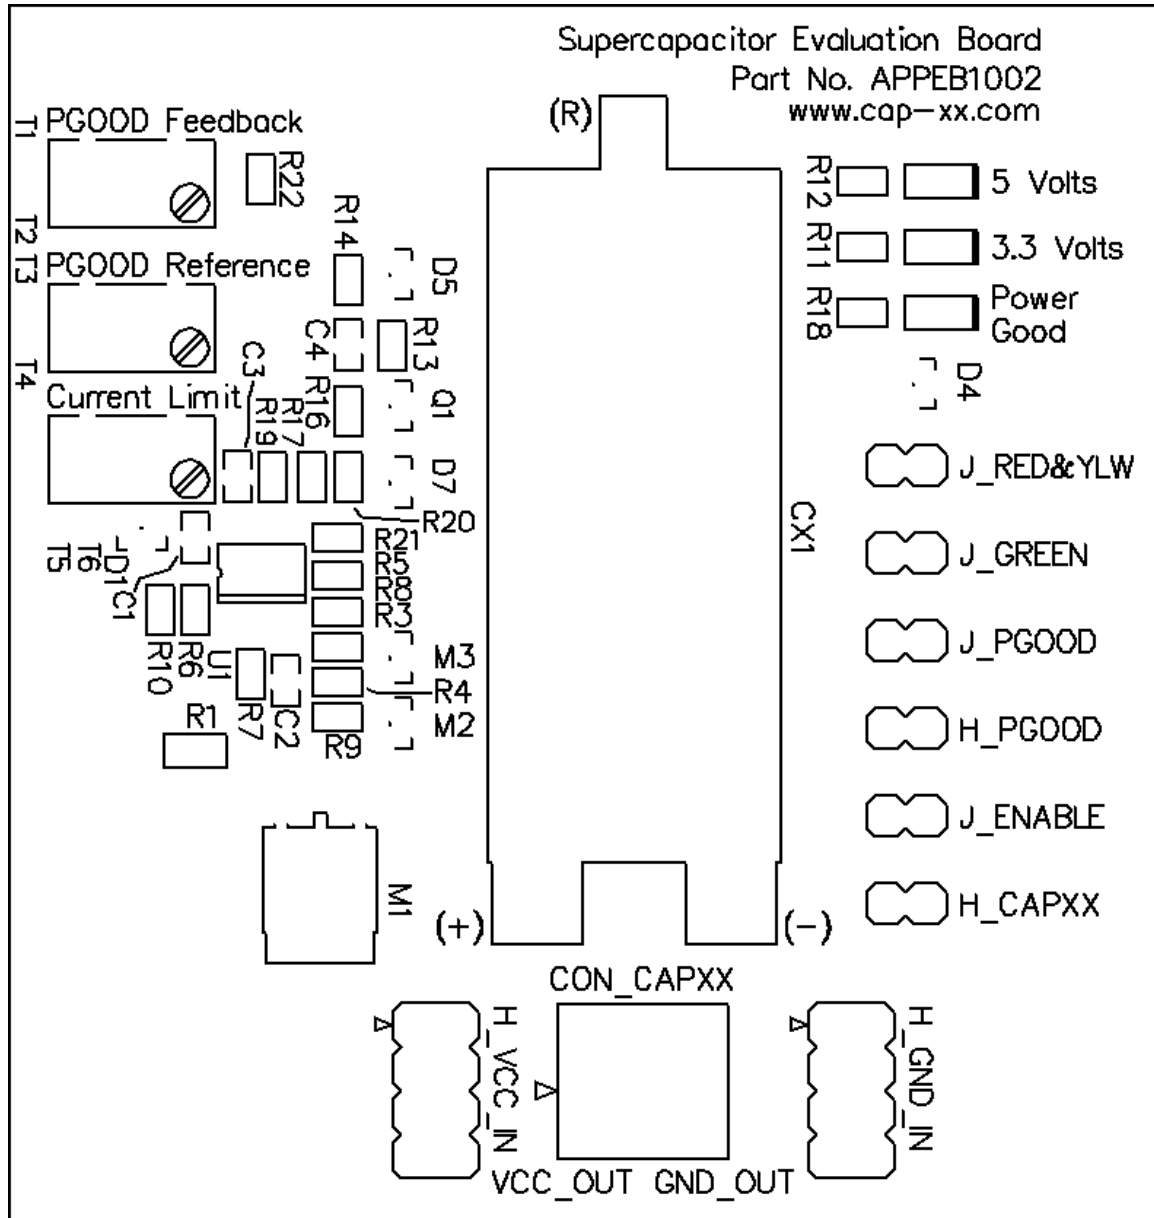 Supercapacitor Evaluation Board
Part No. APPEB1002
www.cap-xx.com
(R)
T1
PGOOD Feedback
R22
T2
T3
PGOOD Reference
T4
Current Limit
R14
D5
C4
R13
C3
R19
R17
R16
Q1
D7
R20
R21
R5
R8
R3
T5
T6
D1
C1
R10
R6
U1
R7
C2
M3
R4
M2
R9
R1
M1
CX1
R12
5 Volts
R11
3.3 Volts
R18
Power
Good
D4
J_RED&YLW
J_GREEN
J_PGOOD
H_PGOOD
J_ENABLE
H_CAPXX
(+)
(-)
CON_CAPXX
H_VCC_IN
H_GND_IN
VCC_OUT GND_OUT